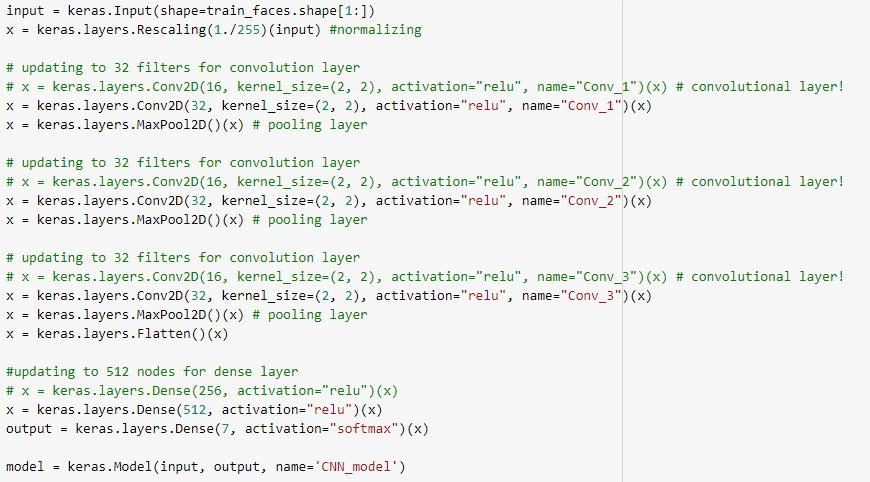 input = keras.Input(shape=train_faces.shape[1:])
x = keras.layers.Rescaling(1./255)(input) #normalizing
# updating to 32 filters for convolution layer
# x = keras.layers.Conv2D(16, kernel_size=(2, 2), activation="relu", name="Conv_1")(x) # convolutional layer!
x = keras.layers.Conv2D(32, kernel_size=(2, 2), activation="relu", name="Conv_1")(x)
x = keras.layers.MaxPool2D()(x) # pooling layer
# updating to 32 filters for convolution layer
# x = keras.layers.Conv2D(16, kernel_size=(2, 2), activation="relu", name="Conv_2")(x) # convolutional layer!
x = keras.layers.Conv2D(32, kernel_size=(2, 2), activation="relu", name="Conv_2")(x)
x = keras.layers.MaxPool2D()(x) # pooling layer
# updating to 32 filters for convolution layer
# x = keras.layers.Conv2D(16, kernel_size=(2, 2), activation="relu", name="Conv_3")(x) # convolutional layer!
x = keras.layers.Conv2D(32, kernel_size=(2, 2), activation="relu", name="Conv_3")(x)
x = keras.layers.MaxPool2D()(x) # pooling layer
x = keras.layers.Flatten()(x)
#updating to 512 nodes for dense layer
# x = keras.layers.Dense(256, activation="relu")(x)
x = keras.layers.Dense(512, activation="relu")(x)
output = keras.layers.Dense(7, activation="softmax")(x)
model = keras.Model(input, output, name='CNN_model')